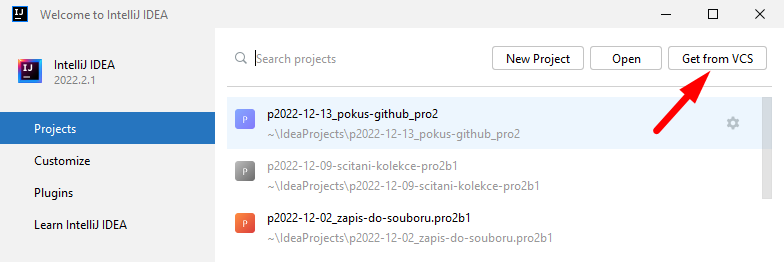 Welcome to IntelliJ IDEA
IntelliJ IDEA
2022.2.1
Projects
Customize
Plugins
Learn IntelliJ IDEA
Search projects
New Project
Open
Get from VCS
P
p2022-12-13_pokus-github_pro2
~\IdeaProjects\p2022-12-13_pokus-github_pro2
P
p2022-12-09-scitani-kolekce-pro2b1
~\IdeaProjects\p2022-12-09-scitani-kolekce-pro2b1
P
p2022-12-02_zapis-do-souboru.pro2b1
~\IdeaProjects\p2022-12-02_zapis-do-souboru.pro2b1